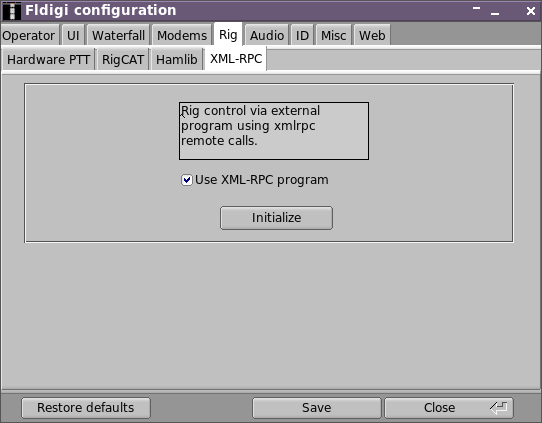 Fldigi configuration
Operator UI Waterfall Modems Rig Audio ID Misc Web
Hardware PTT RigCAT Hamlib XML-RPC
Rig control via external
program using xmlrpc
remote calls.
Use XML-RPC program
Initialize
Restore defaults Save Close